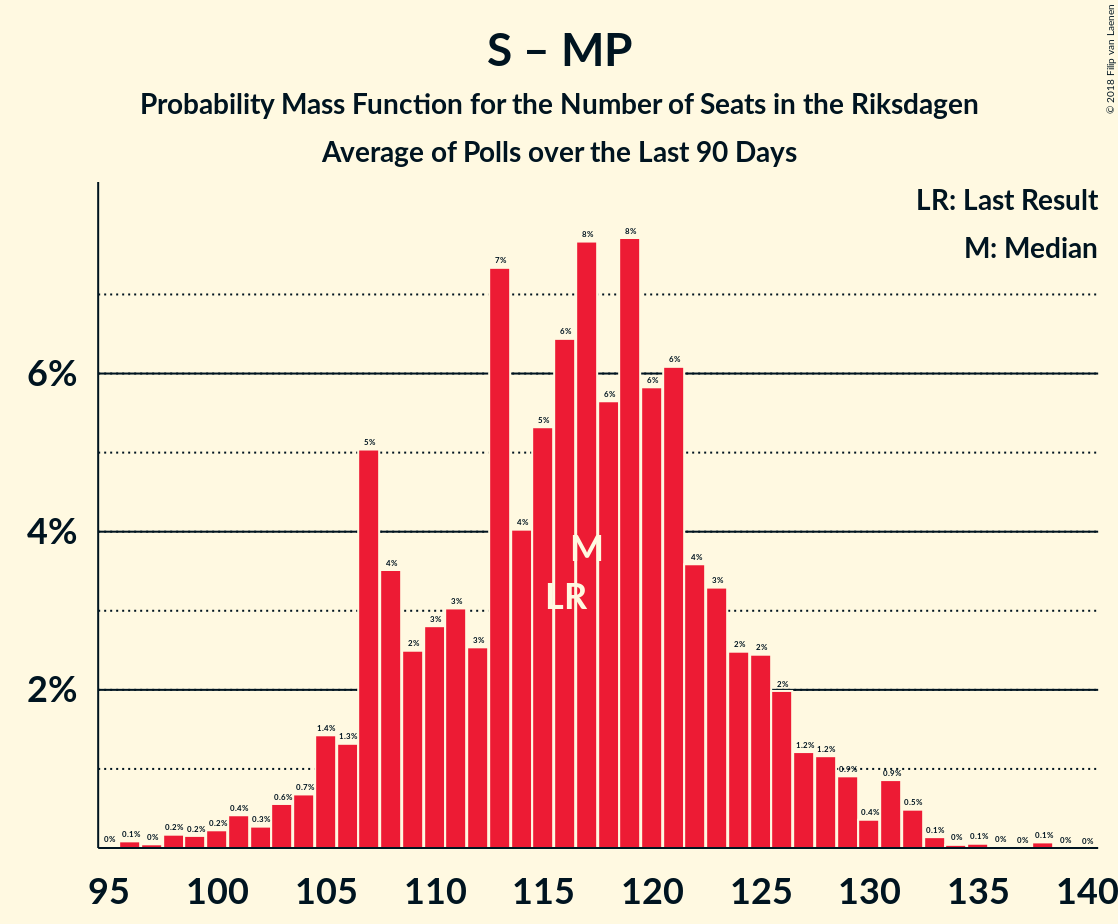 S – MP
Probability Mass Function for the Number of Seats in the Riksdagen
Average of Polls over the Last 90 Days
© 2018 Filip van Laenen
LR: Last Result
M: Median
6%
4%
2%
0% 0.1% 0% 0.2% 0.2% 0.2% 0.4% 0.3% 0.6% 0.7% 1.4% 1.3% 5% 4% 2% 3% 3% 3% 7% 4% 5% 6% 8% 6% 8% 6% 6% 4% 3% 2% 2% 2% 1.2% 1.2% 0.9% 0.4% 0.9% 0.5% 0.1% 0% 0.1% 0% 0% 0.1% 0% 0%
M
LR
95 100 105 110 115 120 125 130 135 140